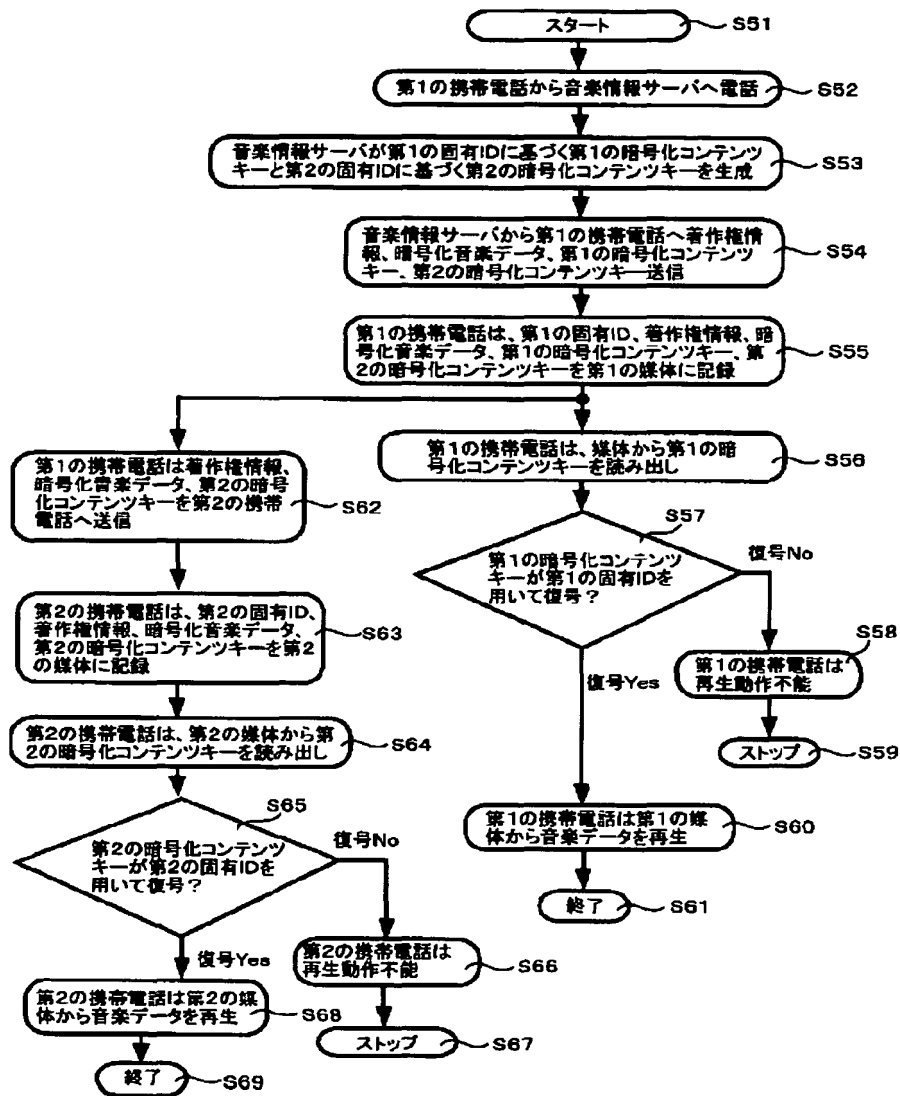 スタート
S51
第1の携帯電話から音楽情報サーバへ電話
S52
音楽情報サーバが第1の固有IDに基づく第1の暗号化コンテンツ
キーと第2の固有IDに基づく第2の暗号化コンテンツキーを生成
S53
音楽情報サーバから第1の携帯電話へ著作権情
報、暗号化音楽データ、第1の暗号化コンテンツ
キー、第2の暗号化コンテンツキー送信
S54
第1の携帯電話は、第1の固有ID、著作権情報、暗
号化音楽データ、第1の暗号化コンテンツキー、第
2の暗号化コンテンツキーを第1の媒体に記録
S55
第1の携帯電話は、媒体から第1の暗
号化コンテンツキーを読み出し
S56
S57
第1の暗号化コンテンツ
キーが第1の固有IDを
用いて復号？
復号No
S58
第1の携帯電話は
再生動作不能
ストップ
S59
復号Yes
第1の携帯電話は第1の媒
体から音楽データを再生
S60
終了
S61
第1の携帯電話は著作権情報、
暗号化音楽データ、第2の暗号
化コンテンツキーを第2の携帯
電話へ送信
S62
第2の携帯電話は、第2の固有ID、
著作権情報、暗号化音楽データ、
第2の暗号化コンテンツキーを第2
の媒体に記録
S63
第2の携帯電話は、第2の媒体から第
2の暗号化コンテンツキーを読み出し
S64
S65
第2の暗号化コンテンツ
キーが第2の固有IDを
用いて復号？
復号No
第2の携帯電話は
再生動作不能
S66
ストップ
S67
復号Yes
第2の携帯電話は第2の媒
体から音楽データを再生
S68
終了
S69